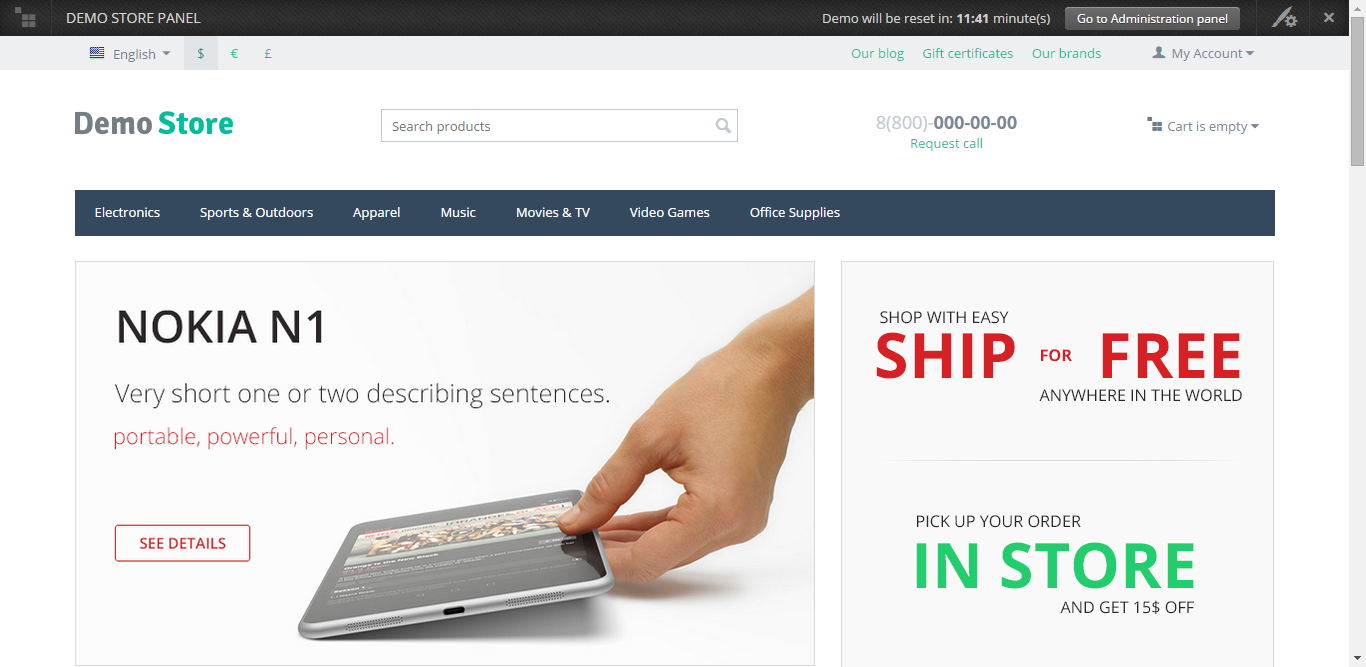 DEMO STORE PANEL
Demo will be reset in: 11:41 minute(s)
Go to Administration panel
English
$
€
£
Our blog
Gift certificates
Our brands
My Account
Demo Store
Search products
8(800)-000-00-00
Request call
Cart is empty
Electronics
Sports & Outdoors
Apparel
Music
Movies & TV
Video Games
Office Supplies
NOKIA N1
Very short one or two describing sentences.
portable, powerful, personal.
SEE DETAILS
SHOP WITH EASY
SHIP FOR FREE
ANYWHERE IN THE WORLD
PICK UP YOUR ORDER
IN STORE
AND GET 15$ OFF